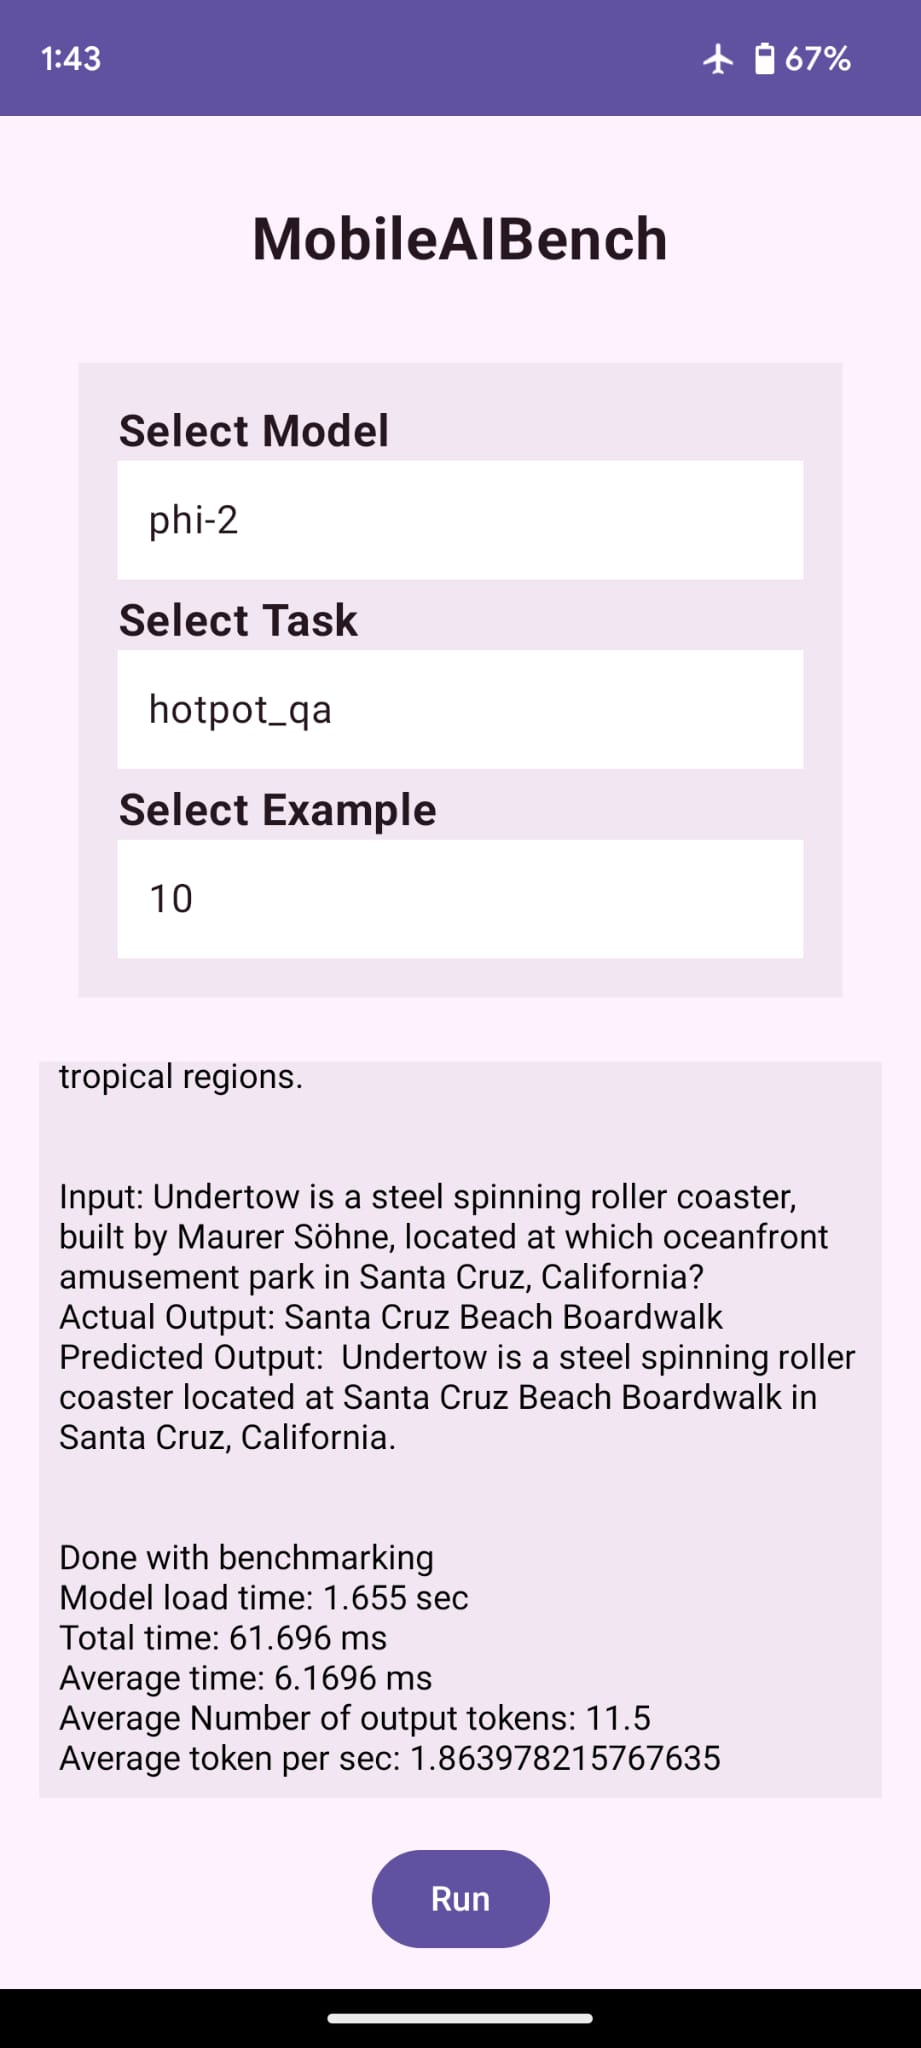 1:43
67%
MobileAIBench
Select Model
phi-2
Select Task
hotpot_qa
Select Example
10
tropical regions.
Input: Undertow is a steel spinning roller coaster,
built by Maurer Söhne, located at which oceanfront
amusement park in Santa Cruz, California?
Actual Output: Santa Cruz Beach Boardwalk
Predicted Output:  Undertow is a steel spinning roller
coaster located at Santa Cruz Beach Boardwalk in
Santa Cruz, California.
Done with benchmarking
Model load time: 1.655 sec
Total time: 61.696 ms
Average time: 6.1696 ms
Average Number of output tokens: 11.5
Average token per sec: 1.863978215767635
Run